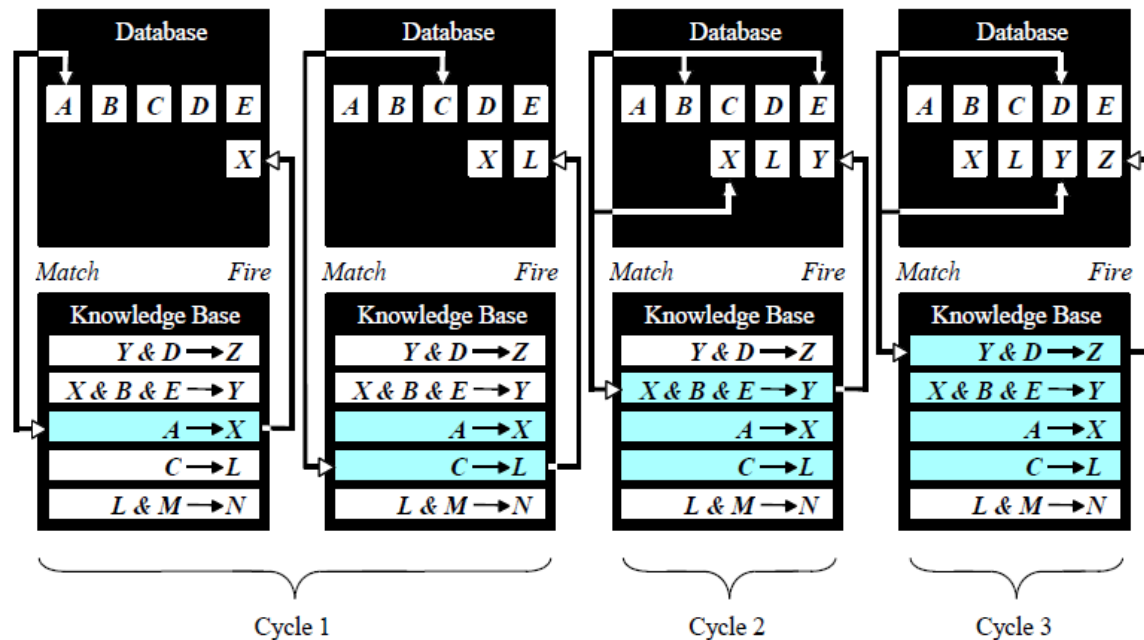 Database Database Database Database
A B C D E A B C D E A B C D E A B C D E
X X L X L Y X L Y Z
Match Fire Match Fire Match Fire Match Fire
Knowledge Base Knowledge Base Knowledge Base Knowledge Base
Y & D → Z Y & D → Z Y & D → Z Y & D → Z
X & B & E → Y X & B & E → Y X & B & E → Y X & B & E → Y
A → X A → X A → X A → X
C → L C → L C → L C → L
L & M → N L & M → N L & M → N L & M → N
Cycle 1 Cycle 2 Cycle 3